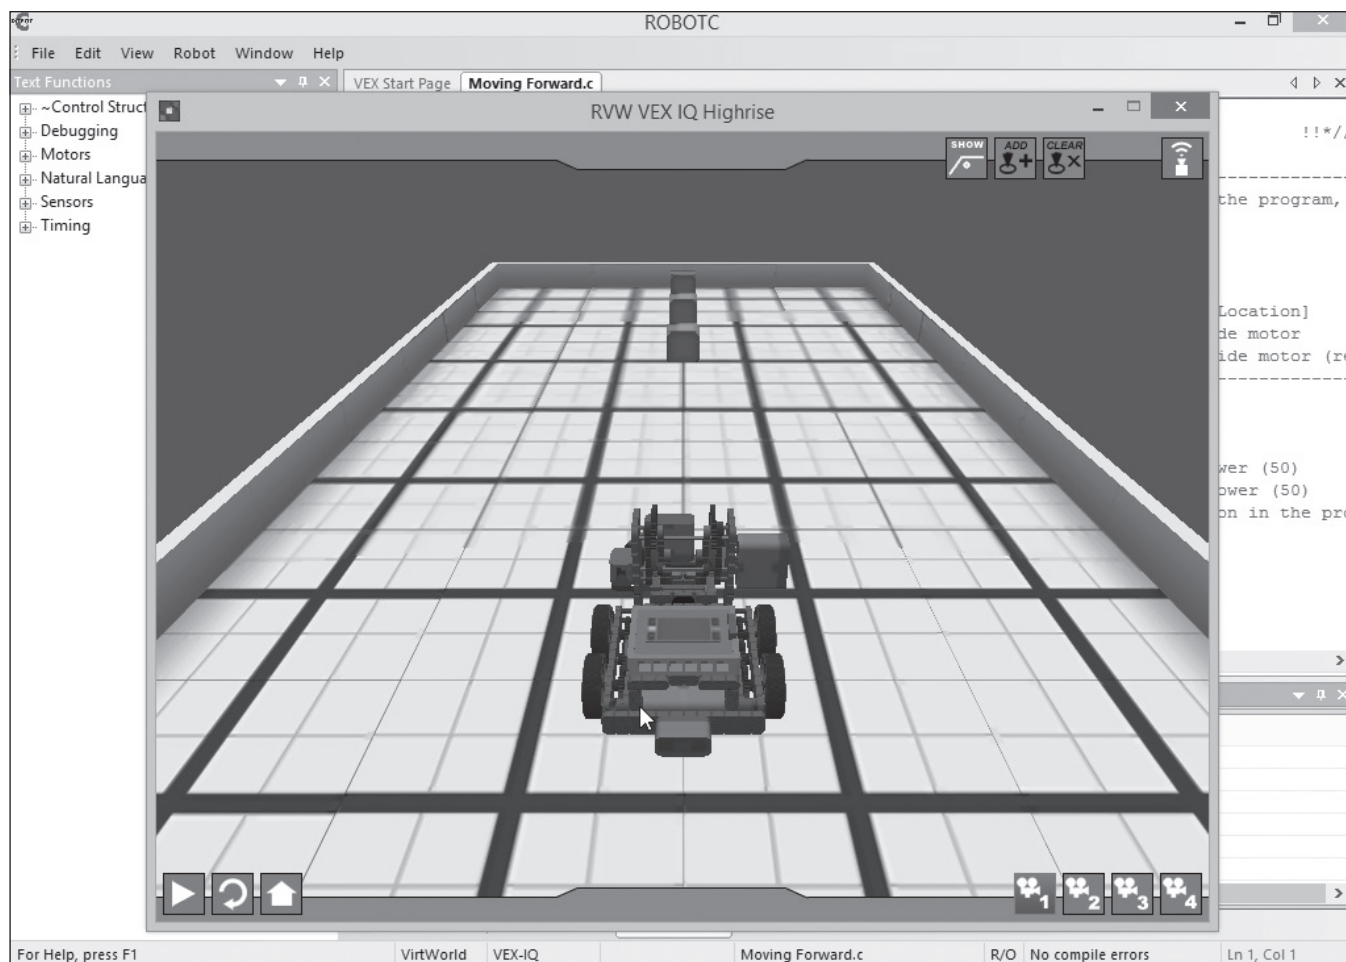 ROBOTC
File Edit View Robot Window Help
Text Functions
VEX Start Page Moving Forward.c
~Control Struct
Debugging
Motors
Natural Langua
Sensors
Timing
RVW VEX IQ Highrise
SHOW
ADD
CLEAR
!!*//
the program,
Location]
de motor
ide motor (re
wer (50)
ower (50)
on in the pro
1 2 3 4
For Help, press F1 VirtWorld VEX-IQ Moving Forward.c R/O No compile errors Ln 1, Col 1